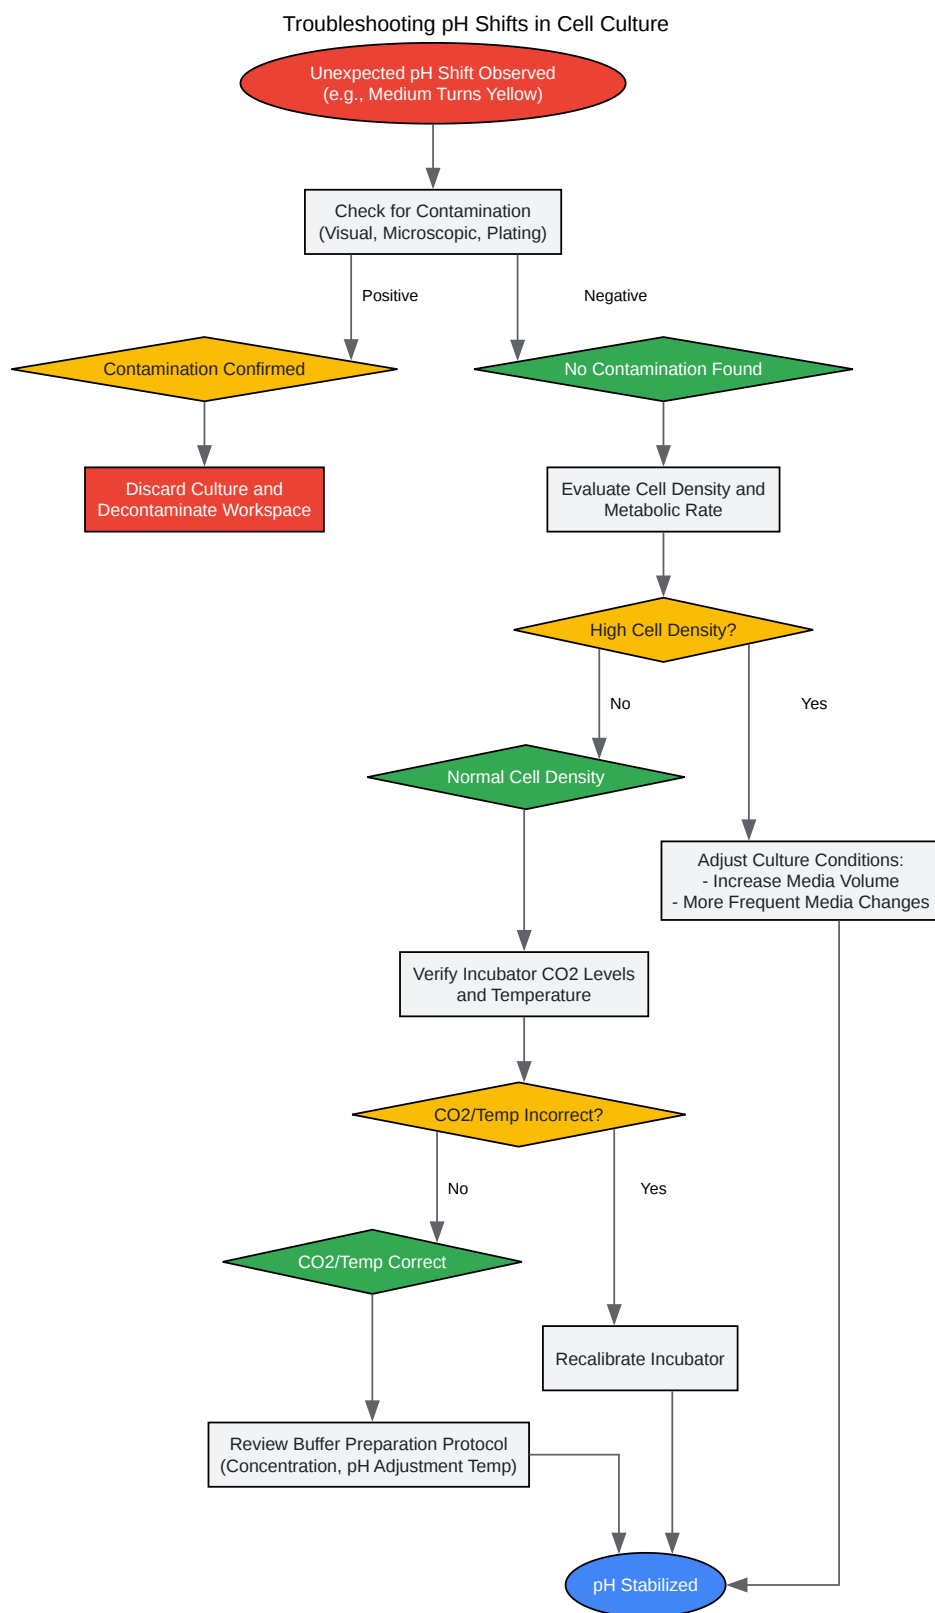 Troubleshooting pH Shifts in Cell Culture
Unexpected pH Shift Observed
(e.g., Medium Turns Yellow)
Check for Contamination
(Visual, Microscopic, Plating)
Positive
Negative
Contamination Confirmed
No Contamination Found
Discard Culture and
Decontaminate Workspace
Evaluate Cell Density and
Metabolic Rate
High Cell Density?
No
Yes
Normal Cell Density
Adjust Culture Conditions:
- Increase Media Volume
- More Frequent Media Changes
Verify Incubator CO2 Levels
and Temperature
CO2/Temp Incorrect?
No
Yes
CO2/Temp Correct
Recalibrate Incubator
Review Buffer Preparation Protocol
(Concentration, pH Adjustment Temp)
pH Stabilized